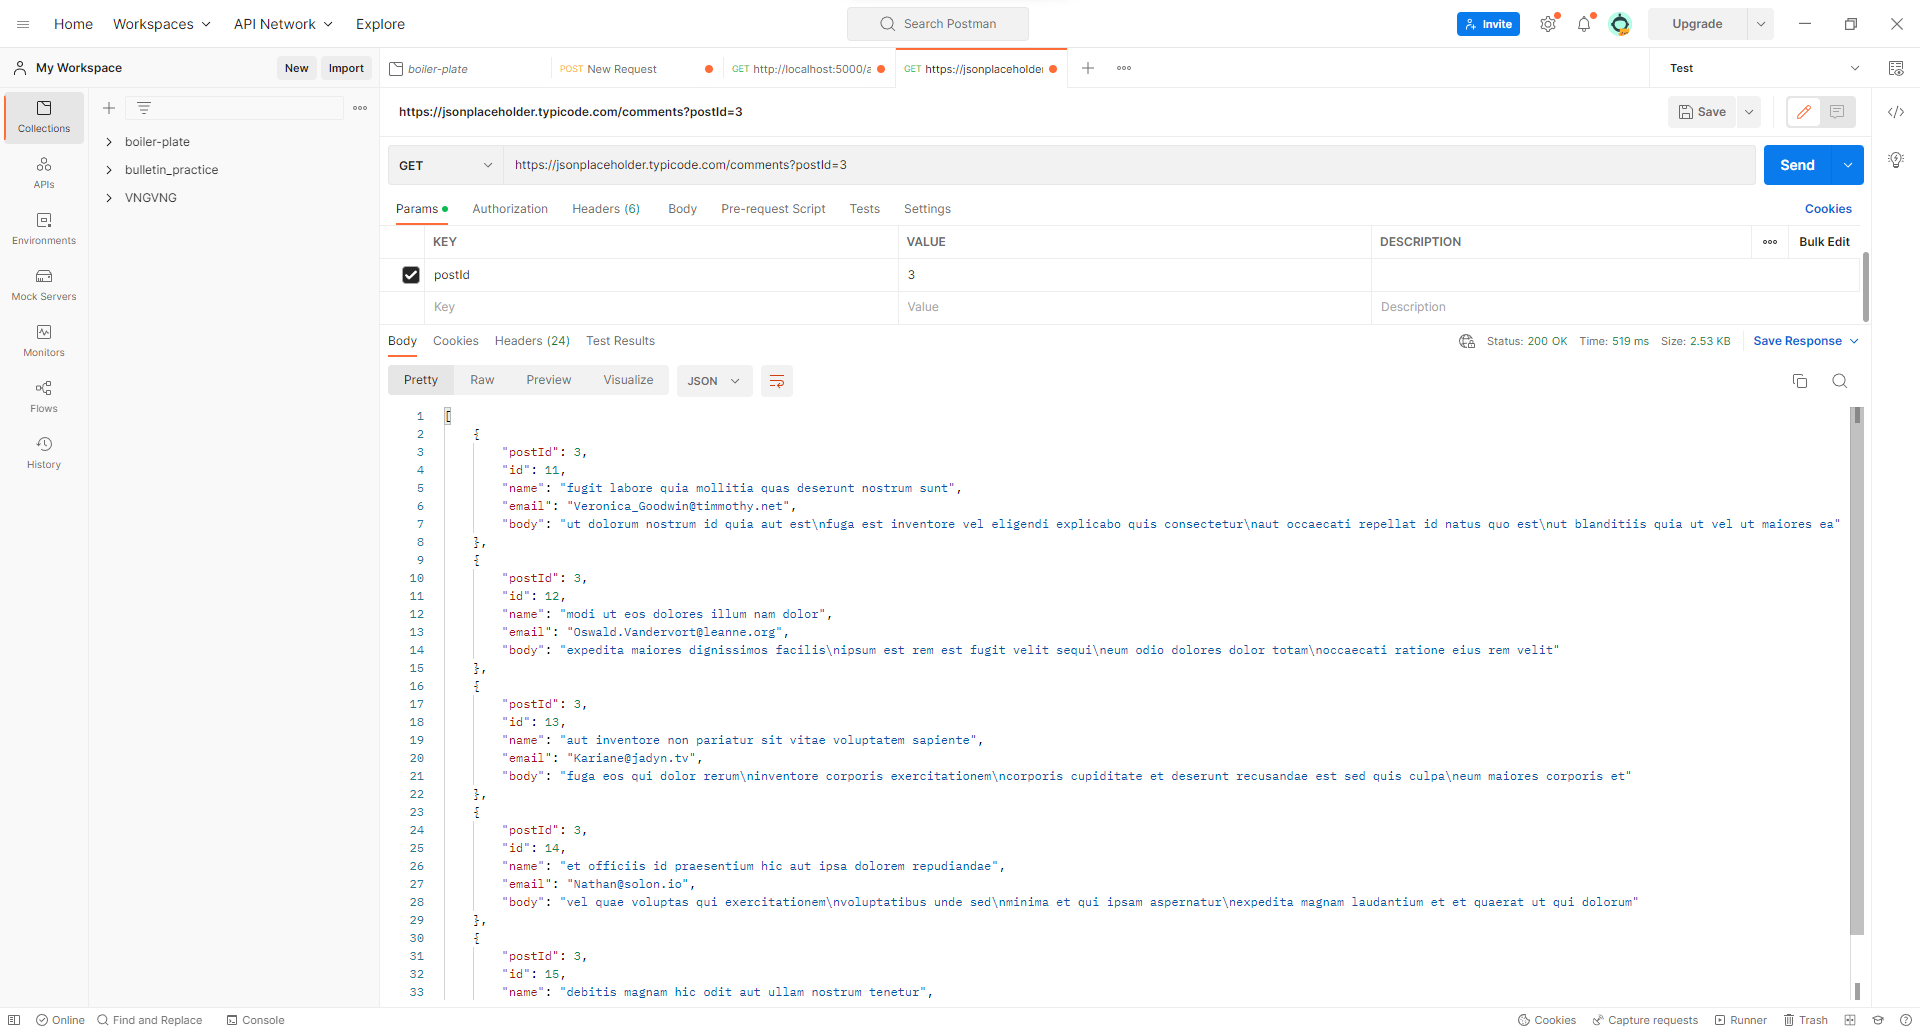 Home Workspaces API Network Explore Search Postman Invite Upgrade
My Workspace New Import boiler-plate POST New Request GET http://localhost:5000/a GET https://jsonplaceholder Test
https://jsonplaceholder.typicode.com/comments?postId=3 Save
Collections
APIs
Environments
Mock Servers
Monitors
Flows
History
boiler-plate
bulletin_practice
VNGVNG
GET https://jsonplaceholder.typicode.com/comments?postId=3 Send
Params Authorization Headers (6) Body Pre-request Script Tests Settings Cookies
KEY VALUE DESCRIPTION Bulk Edit
postId 3
Key Value Description
Body Cookies Headers (24) Test Results Status: 200 OK Time: 519 ms Size: 2.53 KB Save Response
Pretty Raw Preview Visualize JSON
1 [
2 {
3 "postId": 3,
4 "id": 11,
5 "name": "fugit labore quia mollitia quas deserunt nostrum sunt",
6 "email": "Veronica_Goodwin@timmothy.net",
7 "body": "ut dolorum nostrum id quia aut est\nfuga est inventore vel eligendi explicabo quis consectetur\naut occaecati repellat id natus quo est\nut blanditiis quia ut vel ut maiores ea"
8 },
9 {
10 "postId": 3,
11 "id": 12,
12 "name": "modi ut eos dolores illum nam dolor",
13 "email": "Oswald.Vandervort@leanne.org",
14 "body": "expedita maiores dignissimos facilis\nipsum est rem est fugit velit sequi\neum odio dolores dolor totam\noccaecati ratione eius rem velit"
15 },
16 {
17 "postId": 3,
18 "id": 13,
19 "name": "aut inventore non pariatur sit vitae voluptatem sapiente",
20 "email": "Kariane@jadyn.tv",
21 "body": "fuga eos qui dolor rerum\ninventore corporis exercitationem\ncorporis cupiditate et deserunt recusandae est sed quis culpa\neum maiores corporis et"
22 },
23 {
24 "postId": 3,
25 "id": 14,
26 "name": "et officiis id praesentium hic aut ipsa dolorem repudiandae",
27 "email": "Nathan@solon.io",
28 "body": "vel quae voluptas qui exercitationem\nvoluptatibus unde sed\nminima et qui ipsam aspernatur\nexpedita magnam laudantium et et quaerat ut qui dolorum"
29 },
30 {
31 "postId": 3,
32 "id": 15,
33 "name": "debitis magnam hic odit aut ullam nostrum tenetur",
Online Find and Replace Console Cookies Capture requests Runner Trash